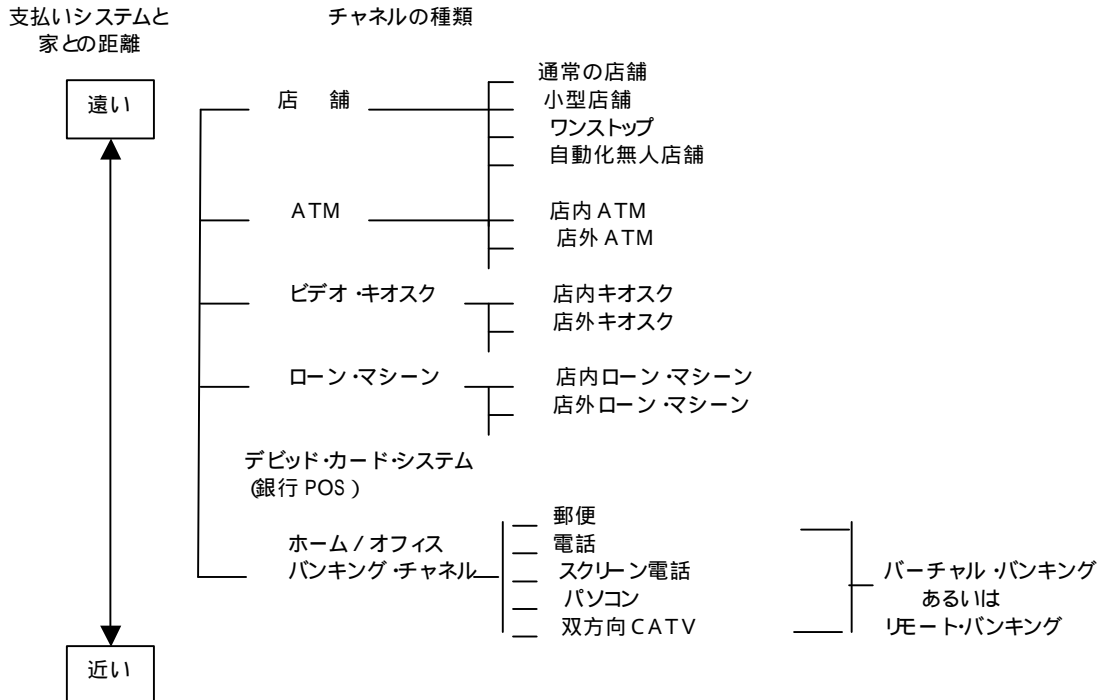 支払いシステムと
家との距離
チャネルの種類
遠い
店 舗
通常の店舗
小型店舗
ワンストップ
自動化無人店舗
ATM
店内ATM
店外ATM
ビデオ・キオスク
店内キオスク
店外キオスク
ローン・マシーン
店内ローン・マシーン
店外ローン・マシーン
デビッド・カード・システム
(銀行POS)
ホーム/オフィス
バンキング・チャネル
郵便
電話
スクリーン電話
パソコン
双方向CATV
バーチャル・バンキング
あるいは
リモート・バンキング
近い